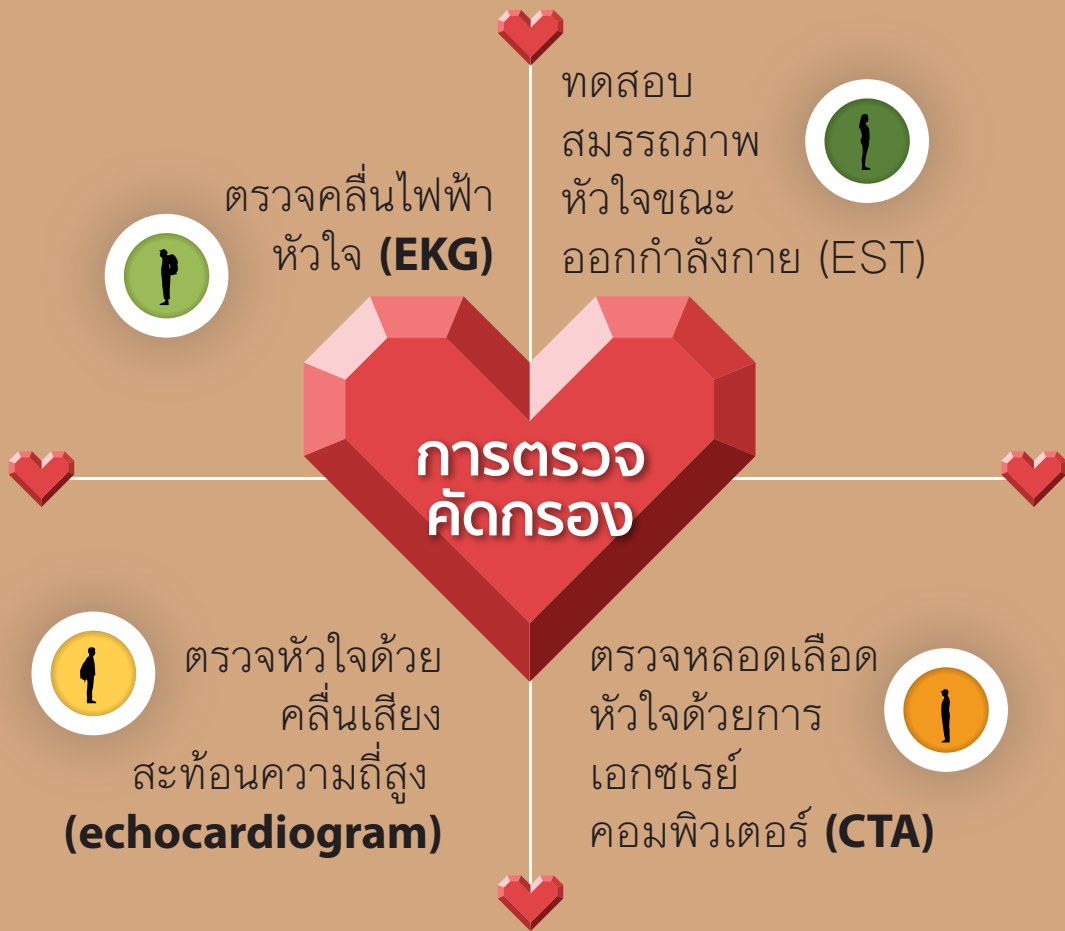 ทดสอบ
สมรรถภาพ
หัวใจขณะ
ออกกำลังกาย (EST)
ตรวจคลื่นไฟฟ้า
หัวใจ (EKG)
การตรวจ
คัดกรอง
ตรวจหัวใจด้วย
คลื่นเสียง
สะท้อนความถี่สูง
(echocardiogram)
ตรวจหลอดเลือด
หัวใจด้วยการ
เอกซเรย์
คอมพิวเตอร์ (CTA)